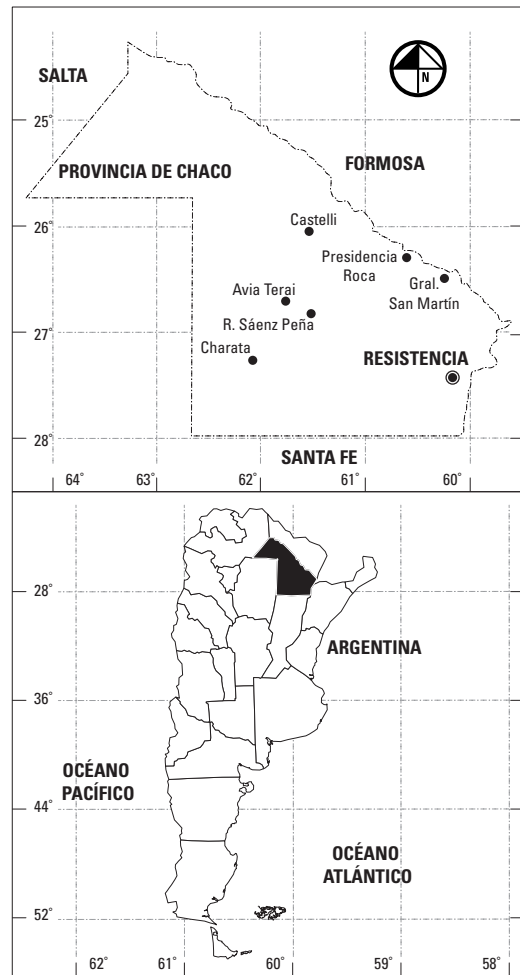 SALTA
N
25°
PROVINCIA DE CHACO
FORMOSA
Castelli
26°
Presidencia
Roca
Gral.
San Martín
Avia Terai
R. Sáenz Peña
27°
Charata
RESISTENCIA
28°
SANTA FE
64° 63° 62° 61° 60°
28°
ARGENTINA
36°
OCÉANO
PACÍFICO
44°
OCÉANO
ATLÁNTICO
52°
62° 61° 60° 59° 58°